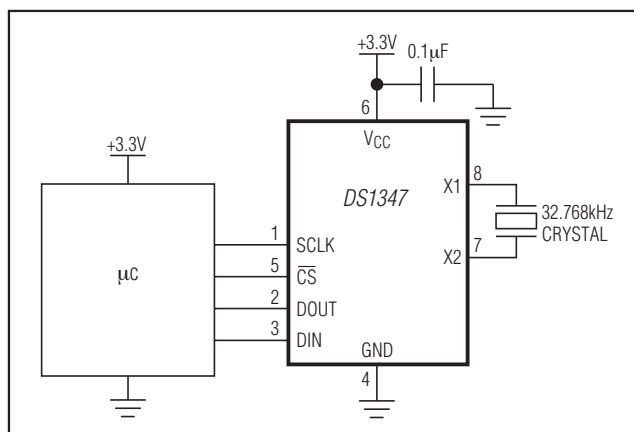 +3.3V
0.1μF
6
VCC
+3.3V
DS1347
X1
8
32.768kHz
CRYSTAL
X2
7
μC
1
SCLK
5
C̅S̅
2
DOUT
3
DIN
GND
4